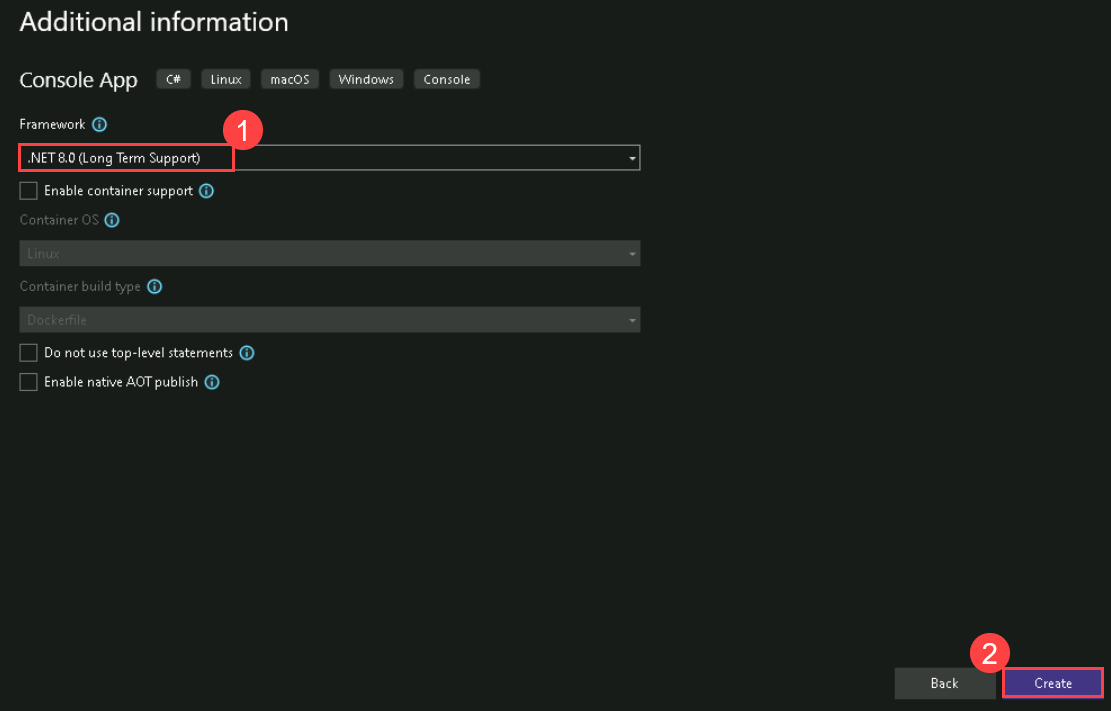 Additional information
Console App C# Linux macOS Windows Console
Framework
1
.NET 8.0 (Long Term Support)
Enable container support
Container OS
Linux
Container build type
Dockerfile
Do not use top-level statements
Enable native AOT publish
2
Back Create